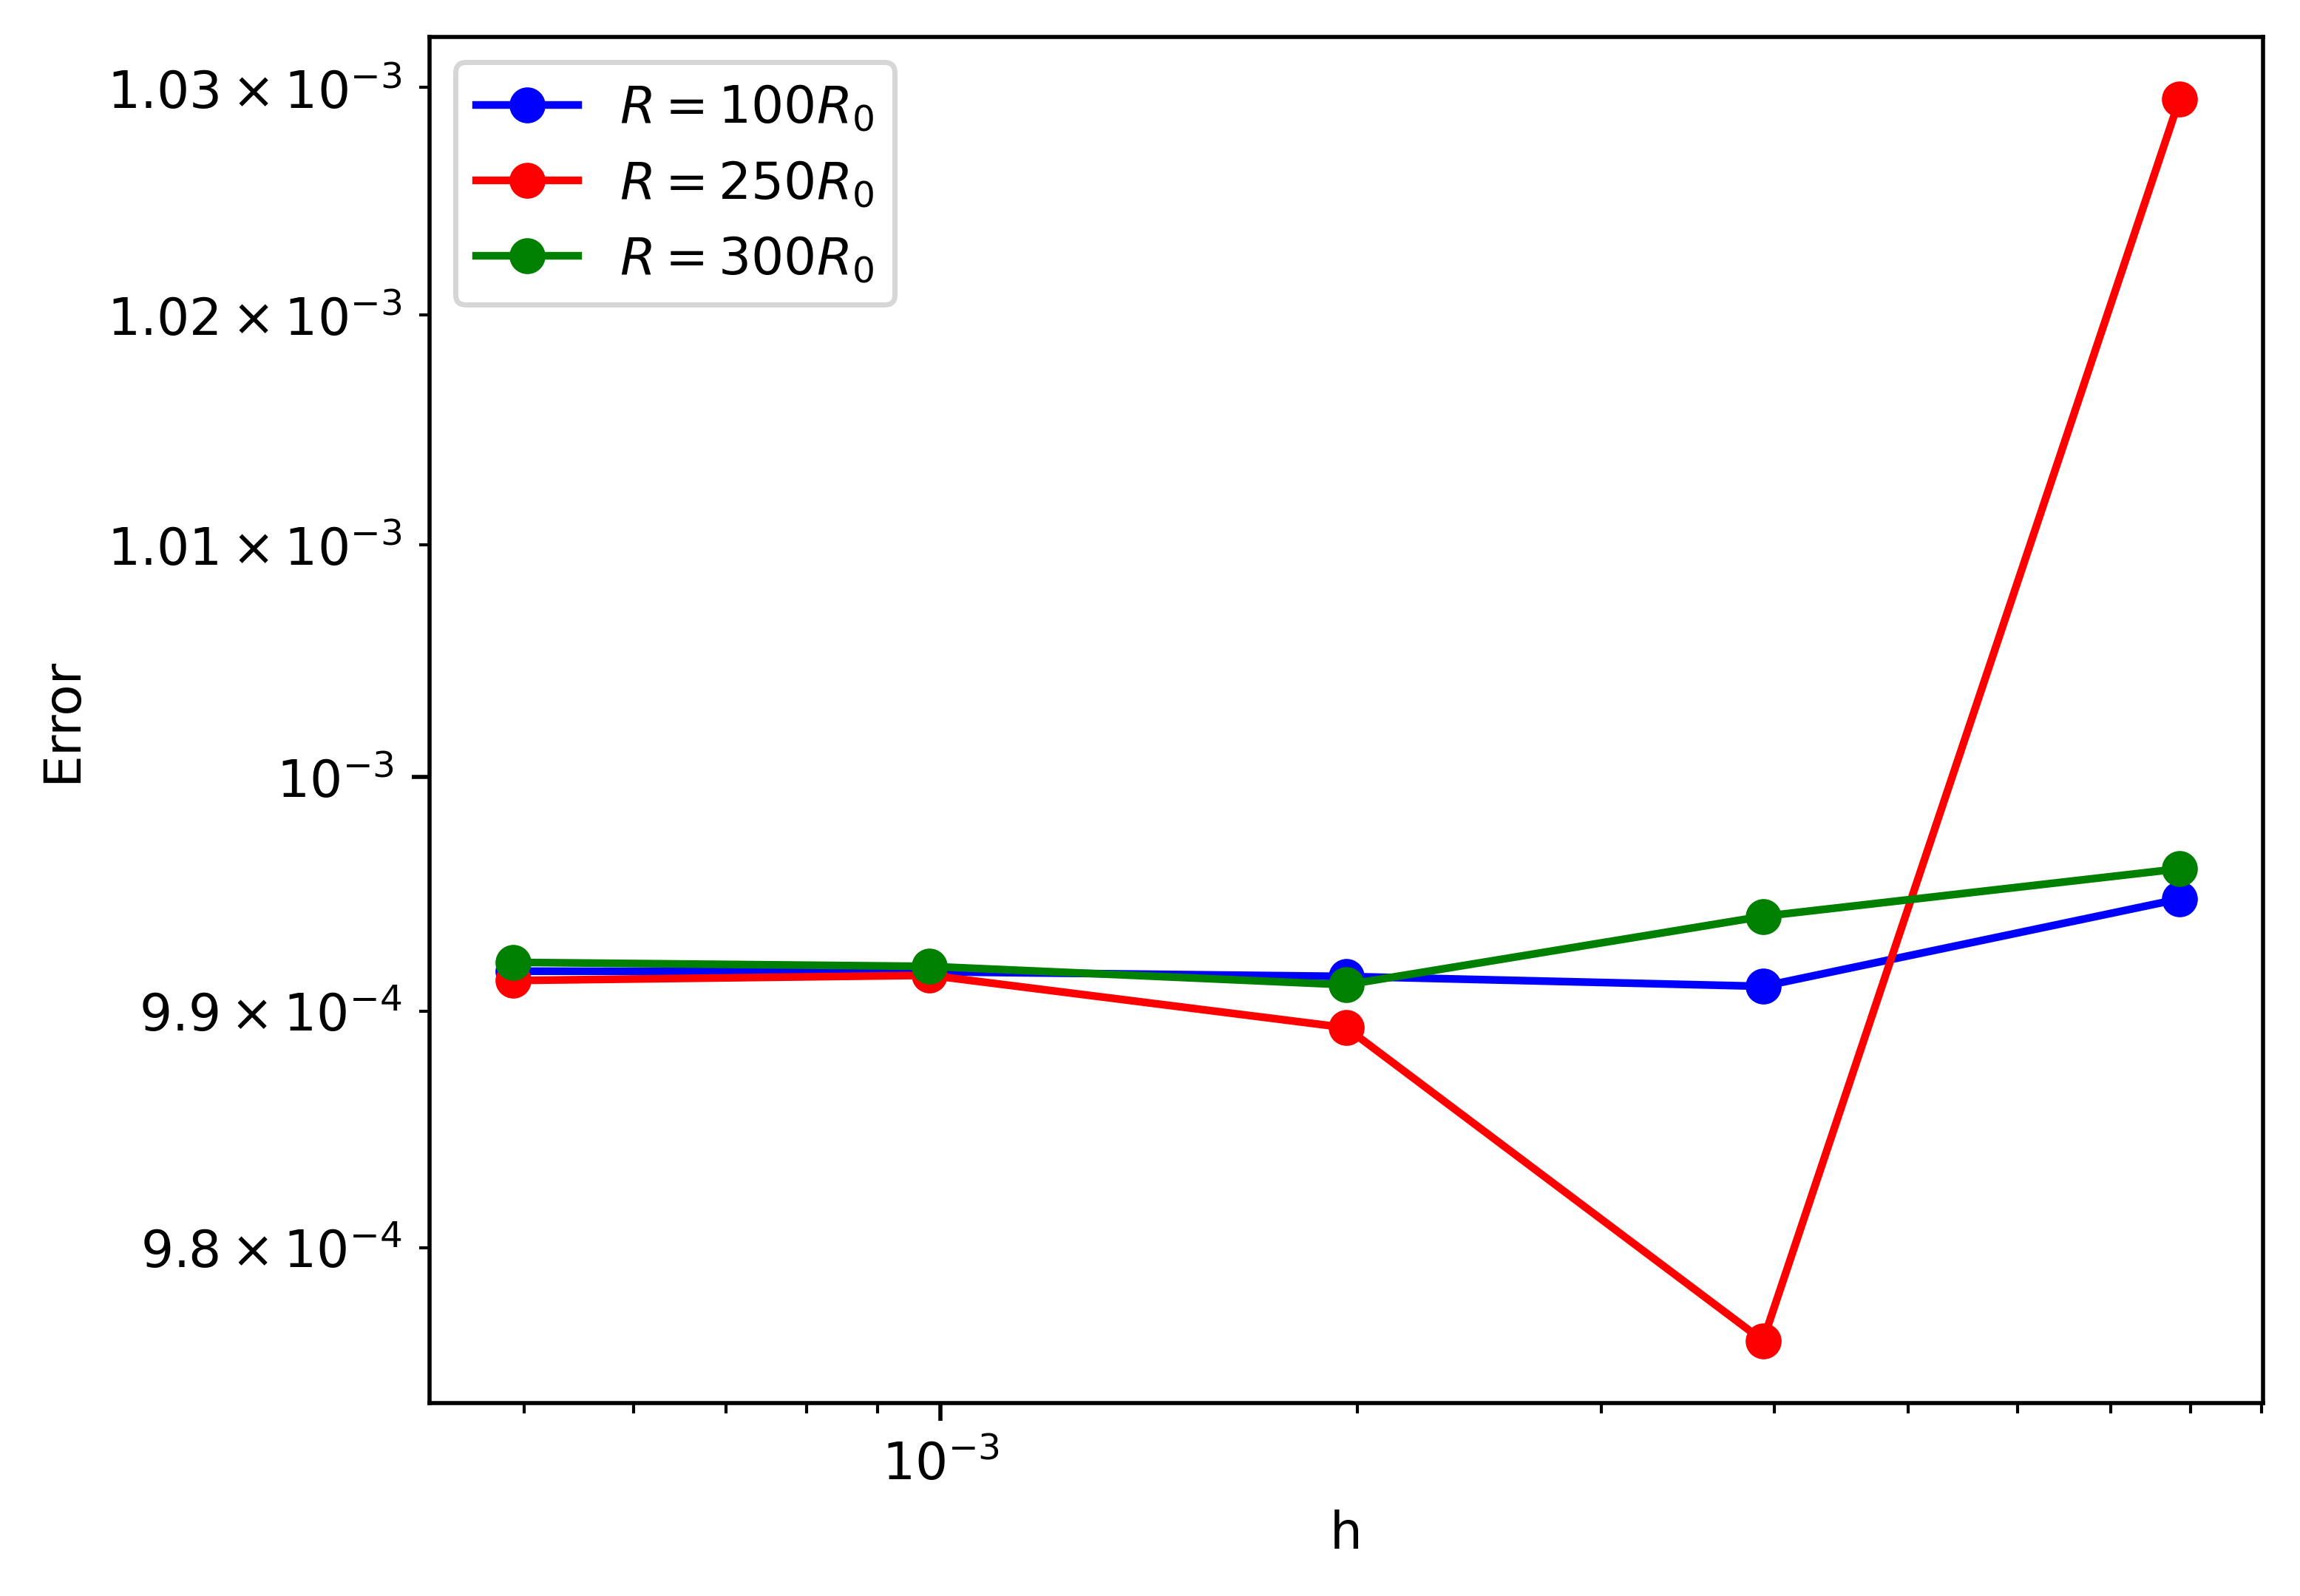 1.03 × 10⁻³
1.02 × 10⁻³
1.01 × 10⁻³
10⁻³
9.9 × 10⁻⁴
9.8 × 10⁻⁴
Error
R = 100R₀
R = 250R₀
R = 300R₀
10⁻³
h